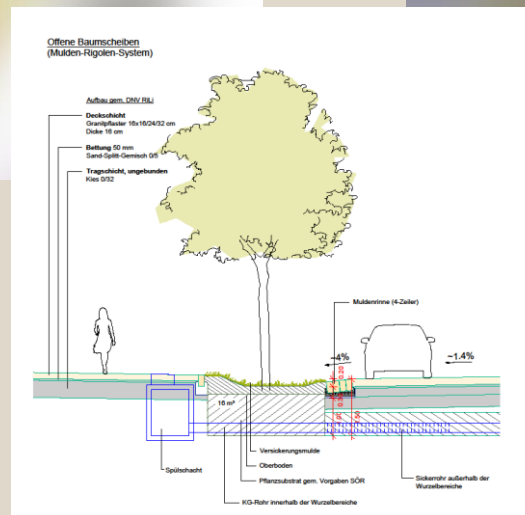 Offene Baumscheiben
(Mulden-Rigolen-System)
Aufbau gem. DNV RiLi
Deckschicht
Granitpflaster 16x16/24/32 cm
Dicke 16 cm
Bettung 50 mm
Sand-Splitt-Gemisch 0/5
Tragschicht, ungebunden
Kies 0/32
Muldenrinne (4-Zeiler)
~4%
~1.4%
0.20
16 m³
Versickerungsmulde
Oberboden
Pflanzsubstrat gem. Vorgaben SÖR
Spülschacht
Sickerrohr außerhalb der
Wurzelbereiche
KG-Rohr innerhalb der Wurzelbereiche